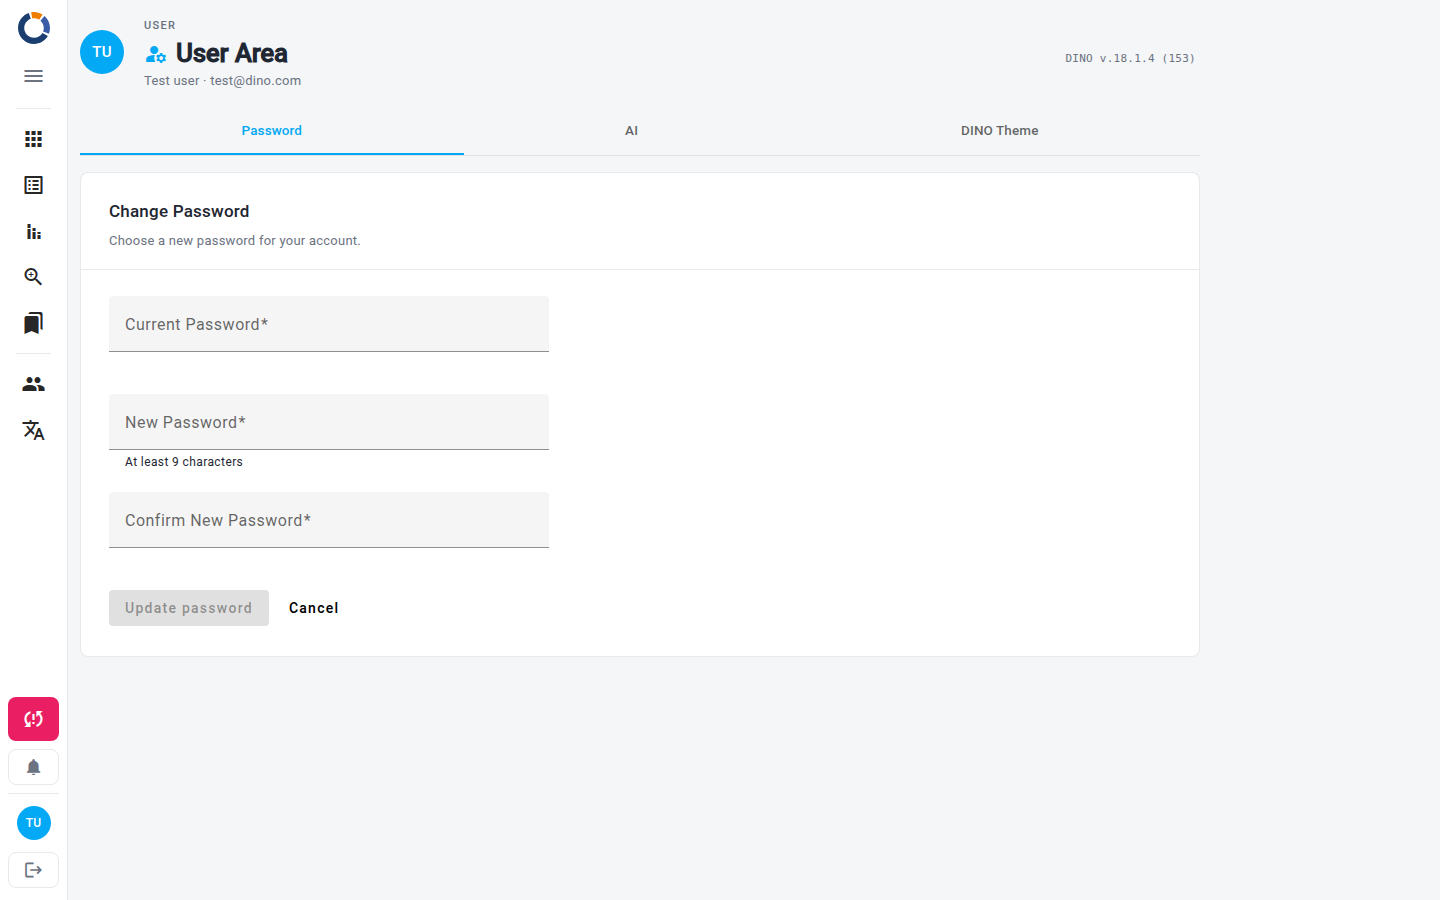 USER
TU
User Area
Test user · test@dino.com
DINO v.18.1.4 (153)
Password
AI
DINO Theme
Change Password
Choose a new password for your account.
Current Password*
New Password*
At least 9 characters
Confirm New Password*
Update password
Cancel
TU